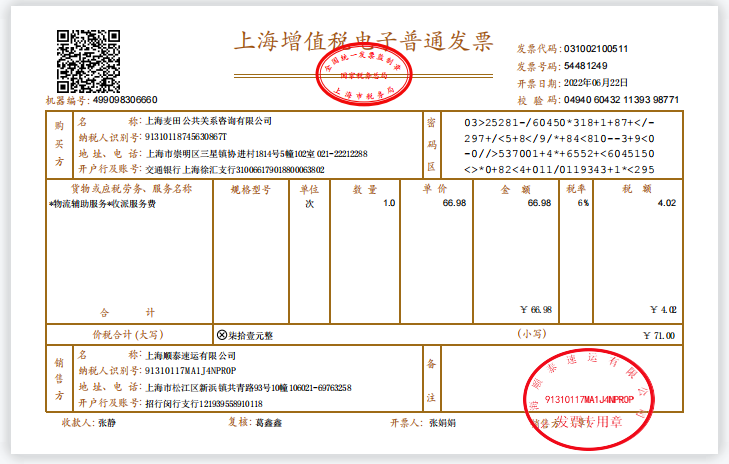 上海增值税电子普通发票
全国统一发票监制章
国家税务总局
上海市税务局
发票代码: 031002100511
发票号码: 54481249
开票日期: 2022年06月22日
校 验 码: 04940 60432 11393 98771
机器编号: 499098306660
购买方
名 称: 上海麦田公共关系咨询有限公司
纳税人识别号: 91310118745630867T
地 址、电 话: 上海市崇明区三星镇协进村1814号5幢102室 021-22212288
开户行及账号: 交通银行上海徐汇支行310066179018800063802
密码区
03>25281-/60450*318+1+87+</-
297+/<5+8</9/*+84<810--3+9<0
-0//>537001+4*+6552+<6045150
<>*0+82<4+011/0119343+1*<295
货物或应税劳务、服务名称 规格型号 单位 数 量 单 价 金 额 税率 税 额
*物流辅助服务*收派服务费 次 1.0 66.98 66.98 6% 4.02
合 计 ¥ 66.98 ¥ 4.02
价税合计(大写) ⊗柒拾壹元整 (小写) ¥ 71.00
销售方
名 称: 上海顺泰速运有限公司
纳税人识别号: 91310117MA1J4NPR0P
地 址、电 话: 上海市松江区新浜镇共青路93号10幢106021-69763258
开户行及账号: 招行闵行支行121939558910118
备注
上海顺泰速运有限公司
91310117MA1J4NPR0P
发票专用章
收款人: 张静 复核: 葛鑫鑫 开票人: 张娟娟 销售方:(章)